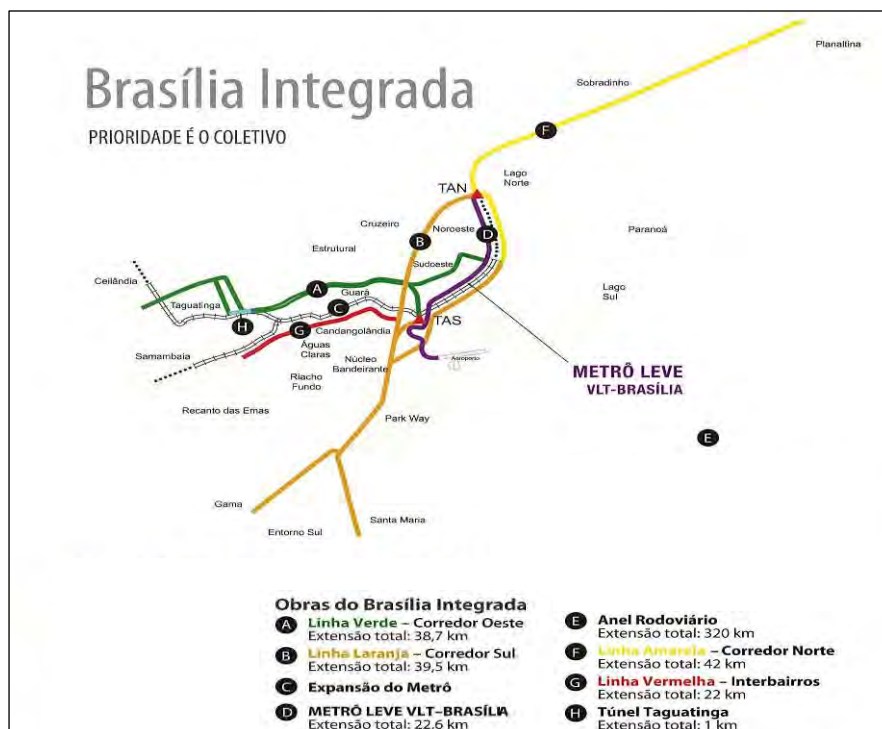 Brasília Integrada
PRIORIDADE É O COLETIVO
Planaltina
Sobradinho
F
Lago
Norte
TAN
Cruzeiro
Noroeste
D
B
Paranoá
Estrutural
Sudoeste
Ceilândia
Guará
A
Lago
Sul
Taguatinga
C
H
G
Candangolândia
TAS
Águas
Claras
Samambaia
Núcleo
Bandeirante
Aeroporto
Riacho
Fundo
METRÔ LEVE
VLT-BRASÍLIA
Recanto das Emas
Park Way
E
Gama
Santa Maria
Entorno Sul
Obras do Brasília Integrada
A Linha Verde – Corredor Oeste
Extensão total: 38,7 km
B Linha Laranja – Corredor Sul
Extensão total: 39,5 km
C Expansão do Metrô
D METRÔ LEVE VLT–BRASÍLIA
Extensão total: 22,6 km
E Anel Rodoviário
Extensão total: 320 km
F Linha Amarela – Corredor Norte
Extensão total: 42 km
G Linha Vermelha – Interbairros
Extensão total: 22 km
H Túnel Taguatinga
Extensão total: 1 km